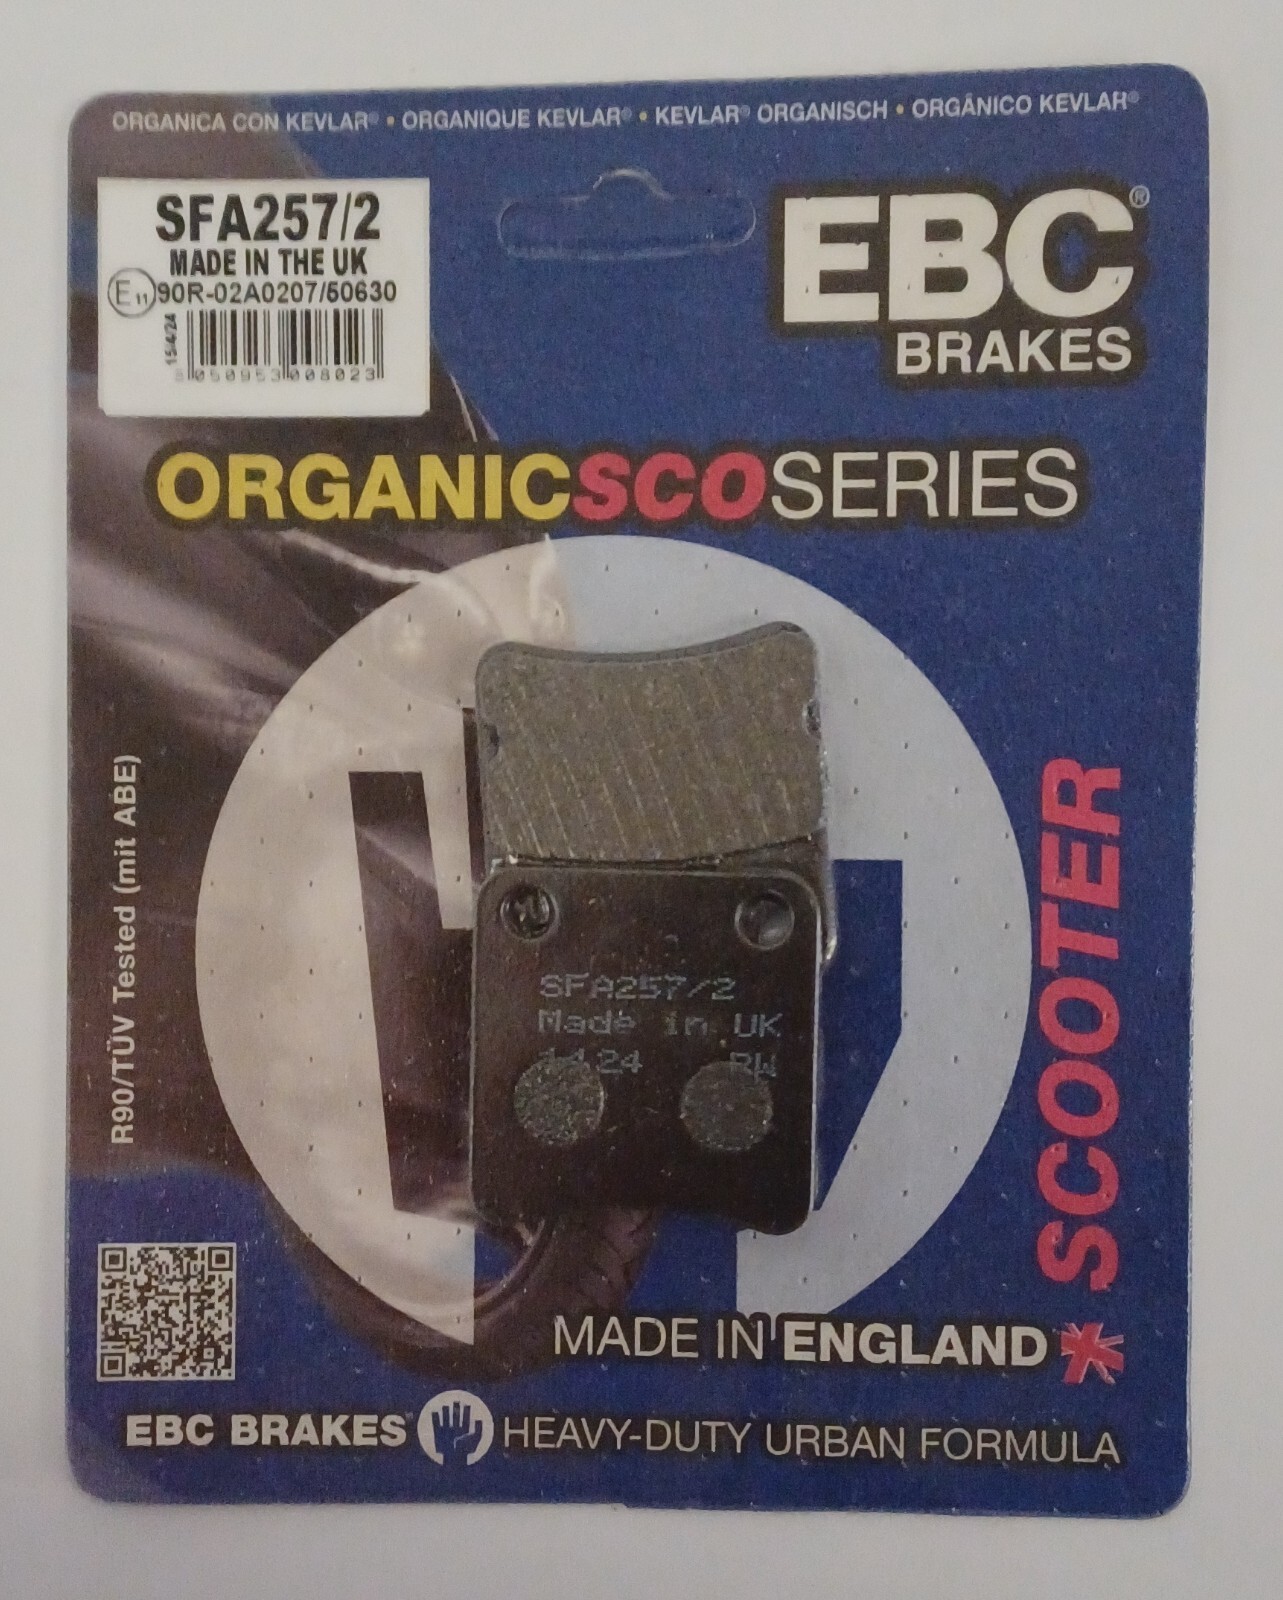 ORGANICA CON KEVLAR® • ORGANIQUE KEVLAR® • KEVLAR® ORGANISCH • ORGÂNICO KEVLAR®
SFA257/2
MADE IN THE UK
E11 90R-02A0207/50630
15/4/24
5050953008023
EBC®
BRAKES
ORGANICSCOSERIES
R90/TÜV Tested (mit ABE)
SCOOTER
SFA257/2
Made in UK
24 RW
MADE IN ENGLAND
EBC BRAKES HEAVY-DUTY URBAN FORMULA